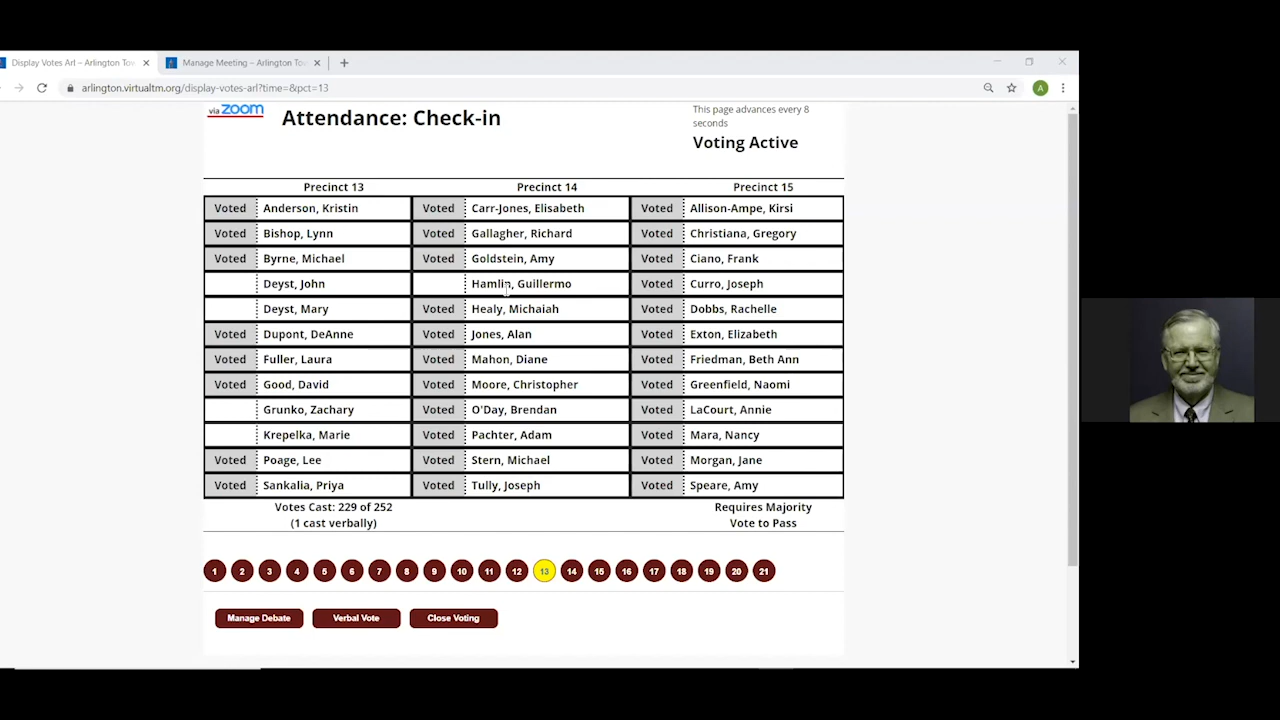 Display Votes Arl – Arlington Tow
Manage Meeting – Arlington Tow
arlington.virtualtm.org/display-votes-arl?time=&pct=13
A
via zoom
Attendance: Check-in
This page advances every 8
seconds
Voting Active
Precinct 13 Precinct 14 Precinct 15
Voted Anderson, Kristin Voted Carr-Jones, Elisabeth Voted Allison-Ampe, Kirsi
Voted Bishop, Lynn Voted Gallagher, Richard Voted Christiana, Gregory
Voted Byrne, Michael Voted Goldstein, Amy Voted Ciano, Frank
Deyst, John Hamlin, Guillermo Voted Curro, Joseph
Deyst, Mary Voted Healy, Michaiah Voted Dobbs, Rachelle
Voted Dupont, DeAnne Voted Jones, Alan Voted Exton, Elizabeth
Voted Fuller, Laura Voted Mahon, Diane Voted Friedman, Beth Ann
Voted Good, David Voted Moore, Christopher Voted Greenfield, Naomi
Grunko, Zachary Voted O'Day, Brendan Voted LaCourt, Annie
Krepelka, Marie Voted Pachter, Adam Voted Mara, Nancy
Voted Poage, Lee Voted Stern, Michael Voted Morgan, Jane
Voted Sankalia, Priya Voted Tully, Joseph Voted Speare, Amy
Votes Cast: 229 of 252 Requires Majority
(1 cast verbally) Vote to Pass
1 2 3 4 5 6 7 8 9 10 11 12 13 14 15 16 17 18 19 20 21
Manage Debate Verbal Vote Close Voting